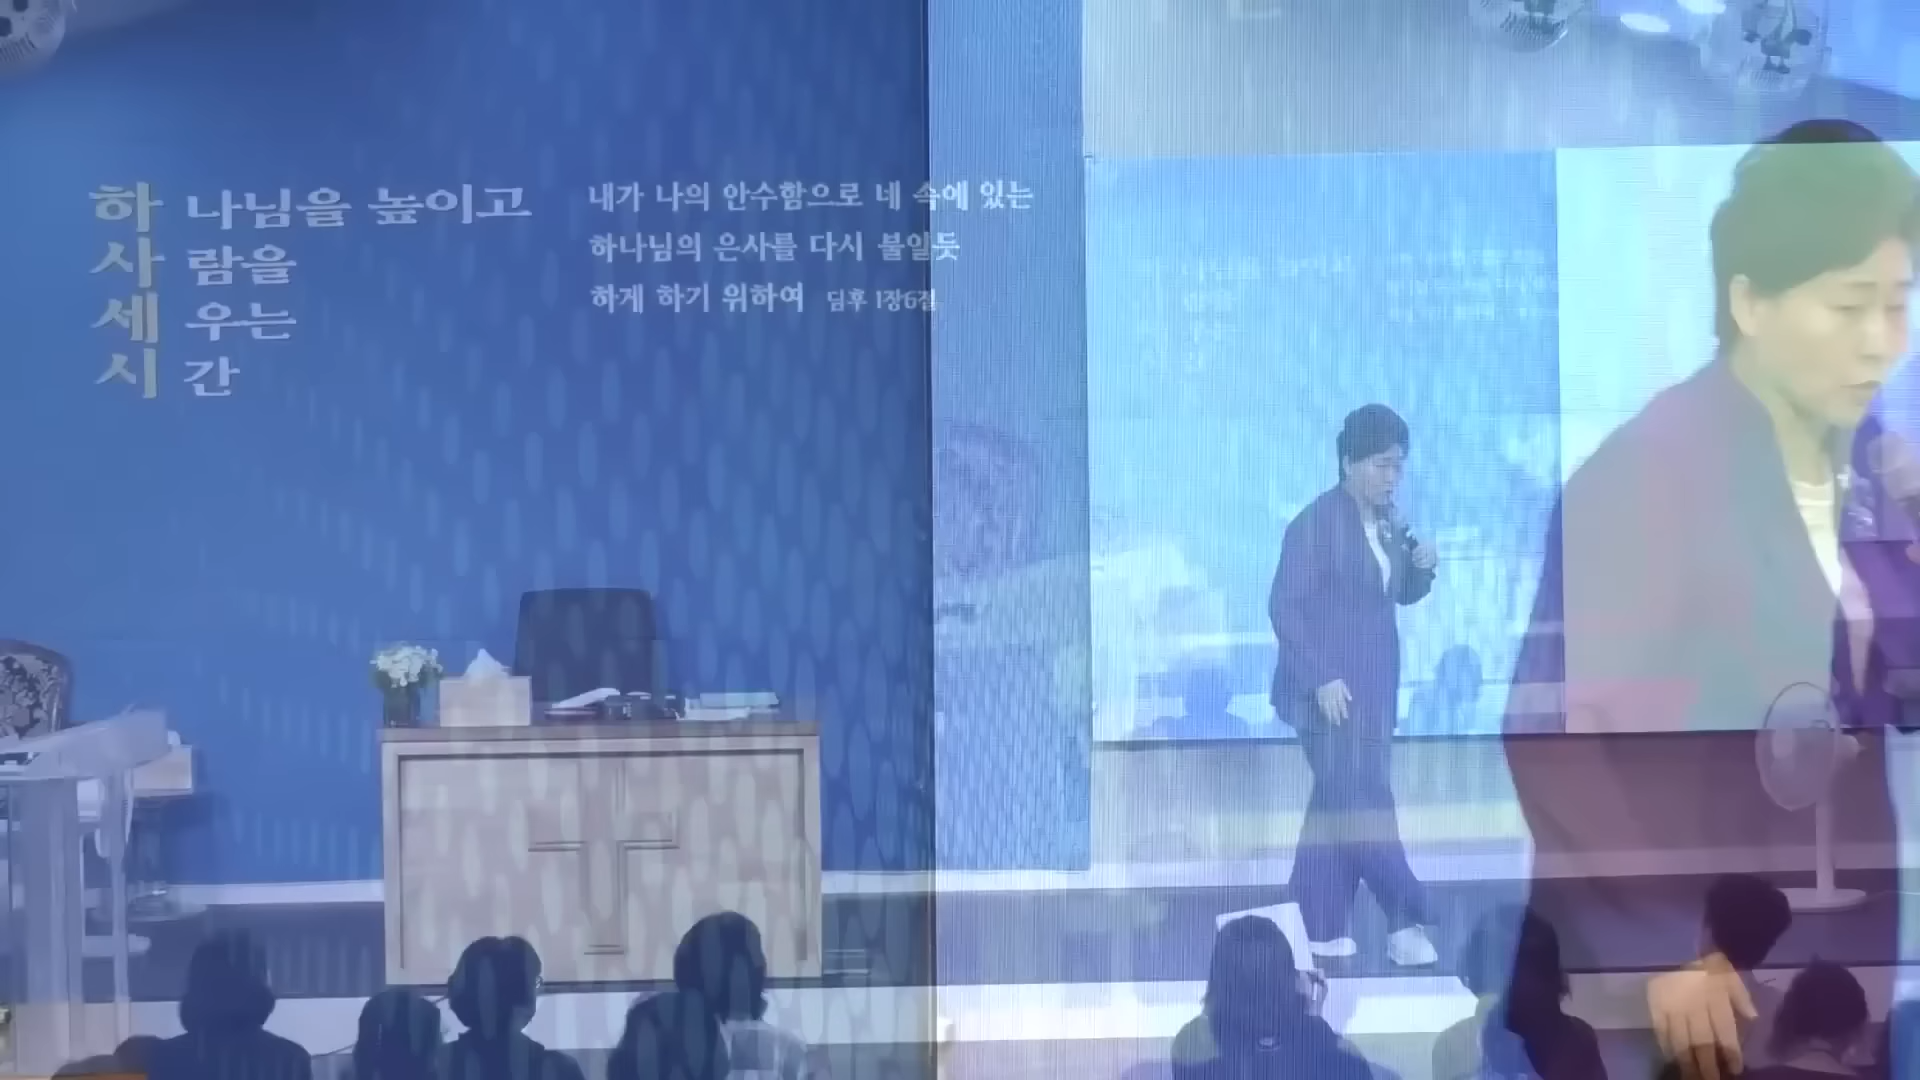 하 나님을 높이고
사 람을
세 우는
시 간
내가 나의 안수함으로 네 속에 있는
하나님의 은사를 다시 불일듯
하게 하기 위하여 딤후 1장6절